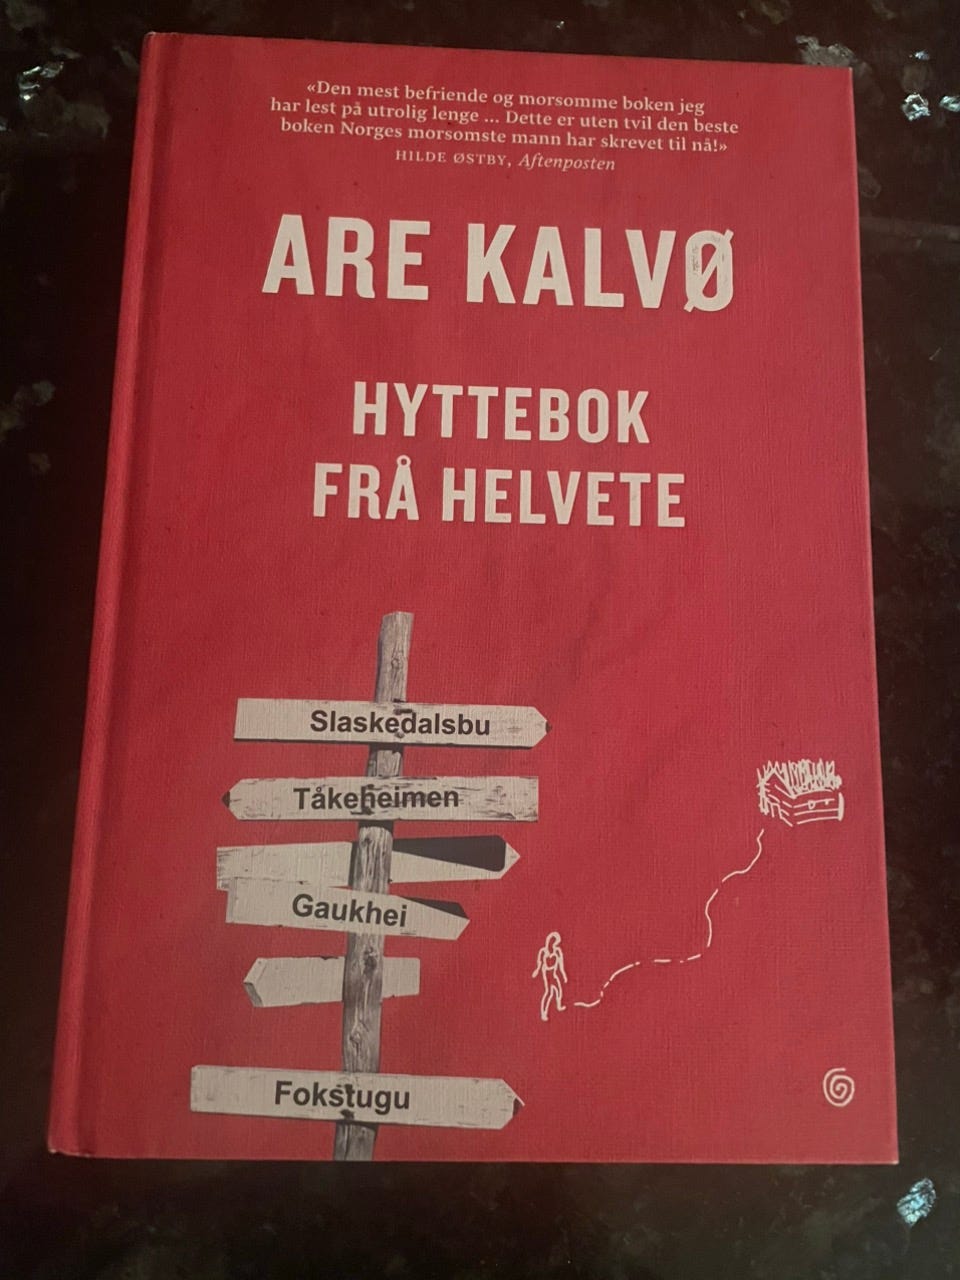 «Den mest befriende og morsomme boken jeg
har lest på utrolig lenge ... Dette er uten tvil den beste
boken Norges morsomste mann har skrevet til nå!»
HILDE ØSTBY, Aftenposten
ARE KALVØ
HYTTEBOK
FRÅ HELVETE
Slaskedalsbu
Tåkeheimen
Gaukhei
Fokstugu